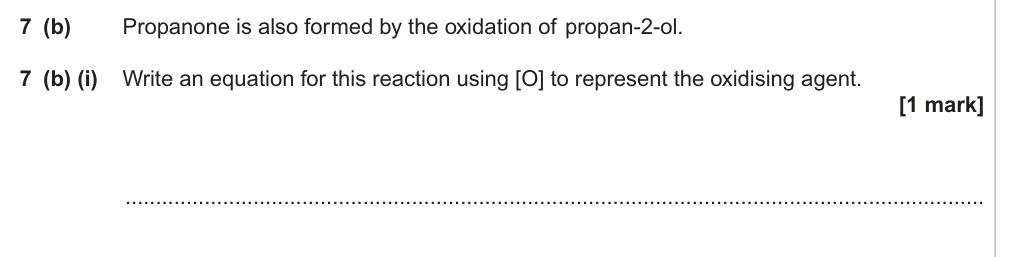 7 (b) Propanone is also formed by the oxidation of propan-2-ol.
7 (b) (i) Write an equation for this reaction using [O] to represent the oxidising agent.
[1 mark]